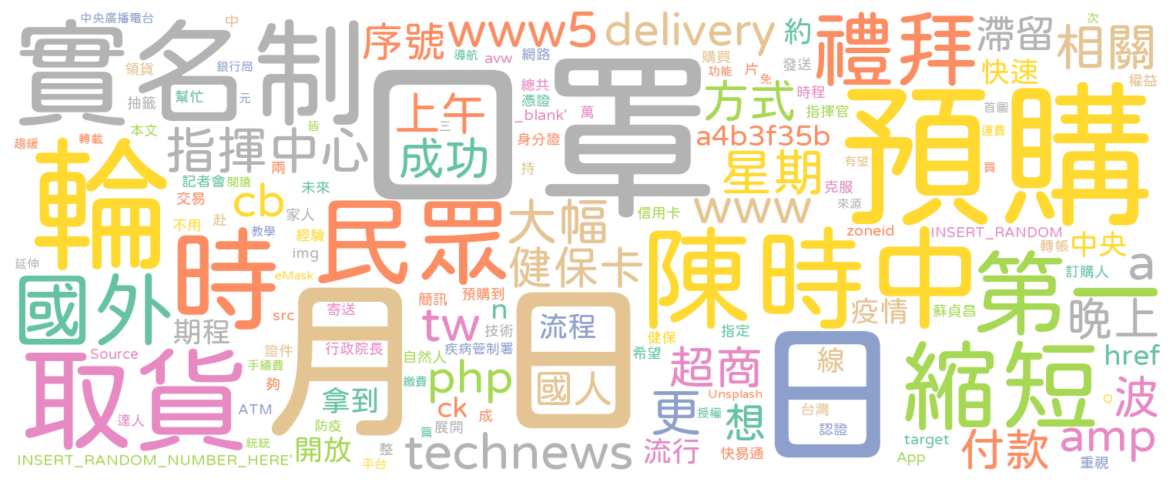 中央廣播電台
中
實名制
領貨
銀行局
抽籤
幫忙
元
序號
www5
導航
avw
網路
delivery
購買
功能
片
免
約
發送
禮拜
滯留
快速
次
相關
權益
口罩
上午
成功
總共
憑證
_blank'
萬
時程
方式
指揮官
首圖
運費
預購
趨緩
轉載
本文
皆
三
指揮中心
兩
身分證
持
a4b3f35b
星期
克服
來源
有望
買
輪
記者會
閱讀
未來
交易
cb
家人
不用
赴
教學
經驗
img
時
民眾
大幅
健保卡
信用卡
www
zoneid
INSERT_RANDOM
轉帳
中央
訂購人
a
延伸
國外
期程
eMask
src
月
寄送
簡訊
預購到
n
tw
技術
日
流程
國人
陳時中
疫情
蘇貞昌
第一
晚上
健保
指定
希望
取貨
Source
證件
手續費
夠
達人
ATM
統統
行政院長
疾病管制署
自然人
繳費
php
ck
成
篇
展開
拿到
防疫
開放
整
平台
INSERT_RANDOM_NUMBER_HERE'
technews
超商
更
想
Unsplash
授權
流行
快易通
日
線
台灣
認證
縮短
href
Q
波
target
App
付款
amp
重視